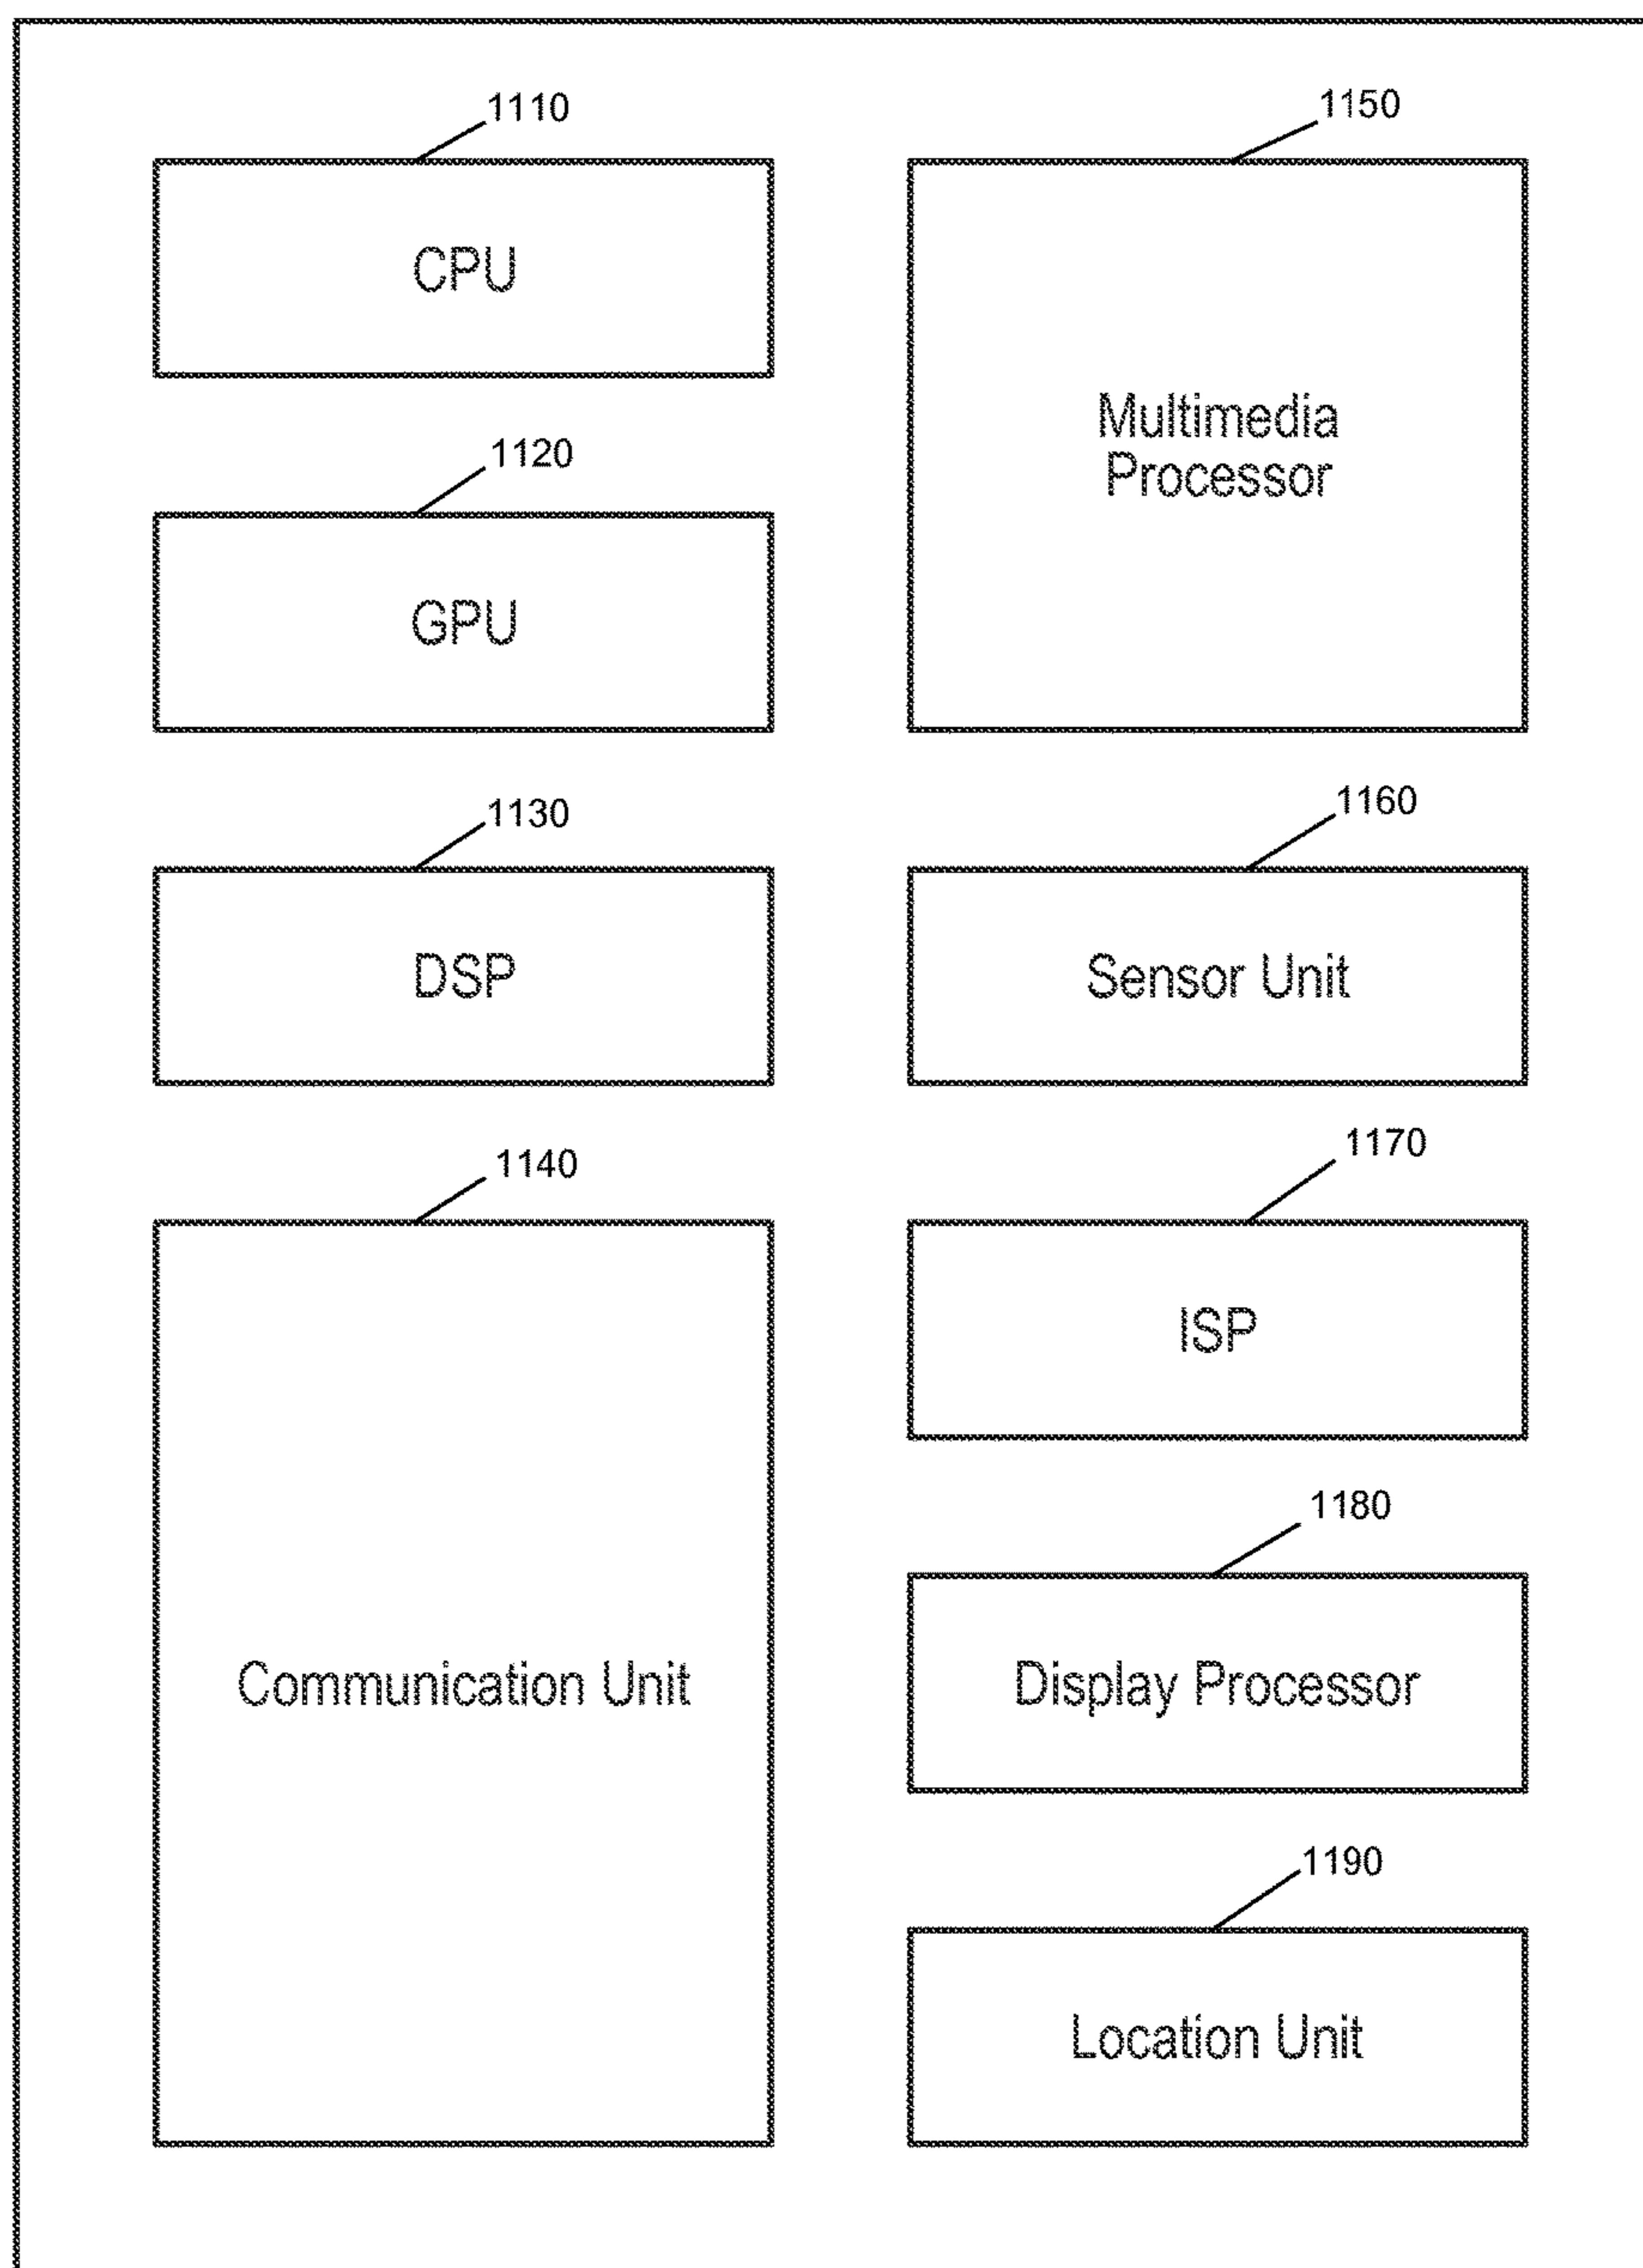 1110
CPU
1120
GPU
1130
DSP
1140
Communication Unit
1150
Multimedia
Processor
1160
Sensor Unit
1170
ISP
1180
Display Processor
1190
Location Unit